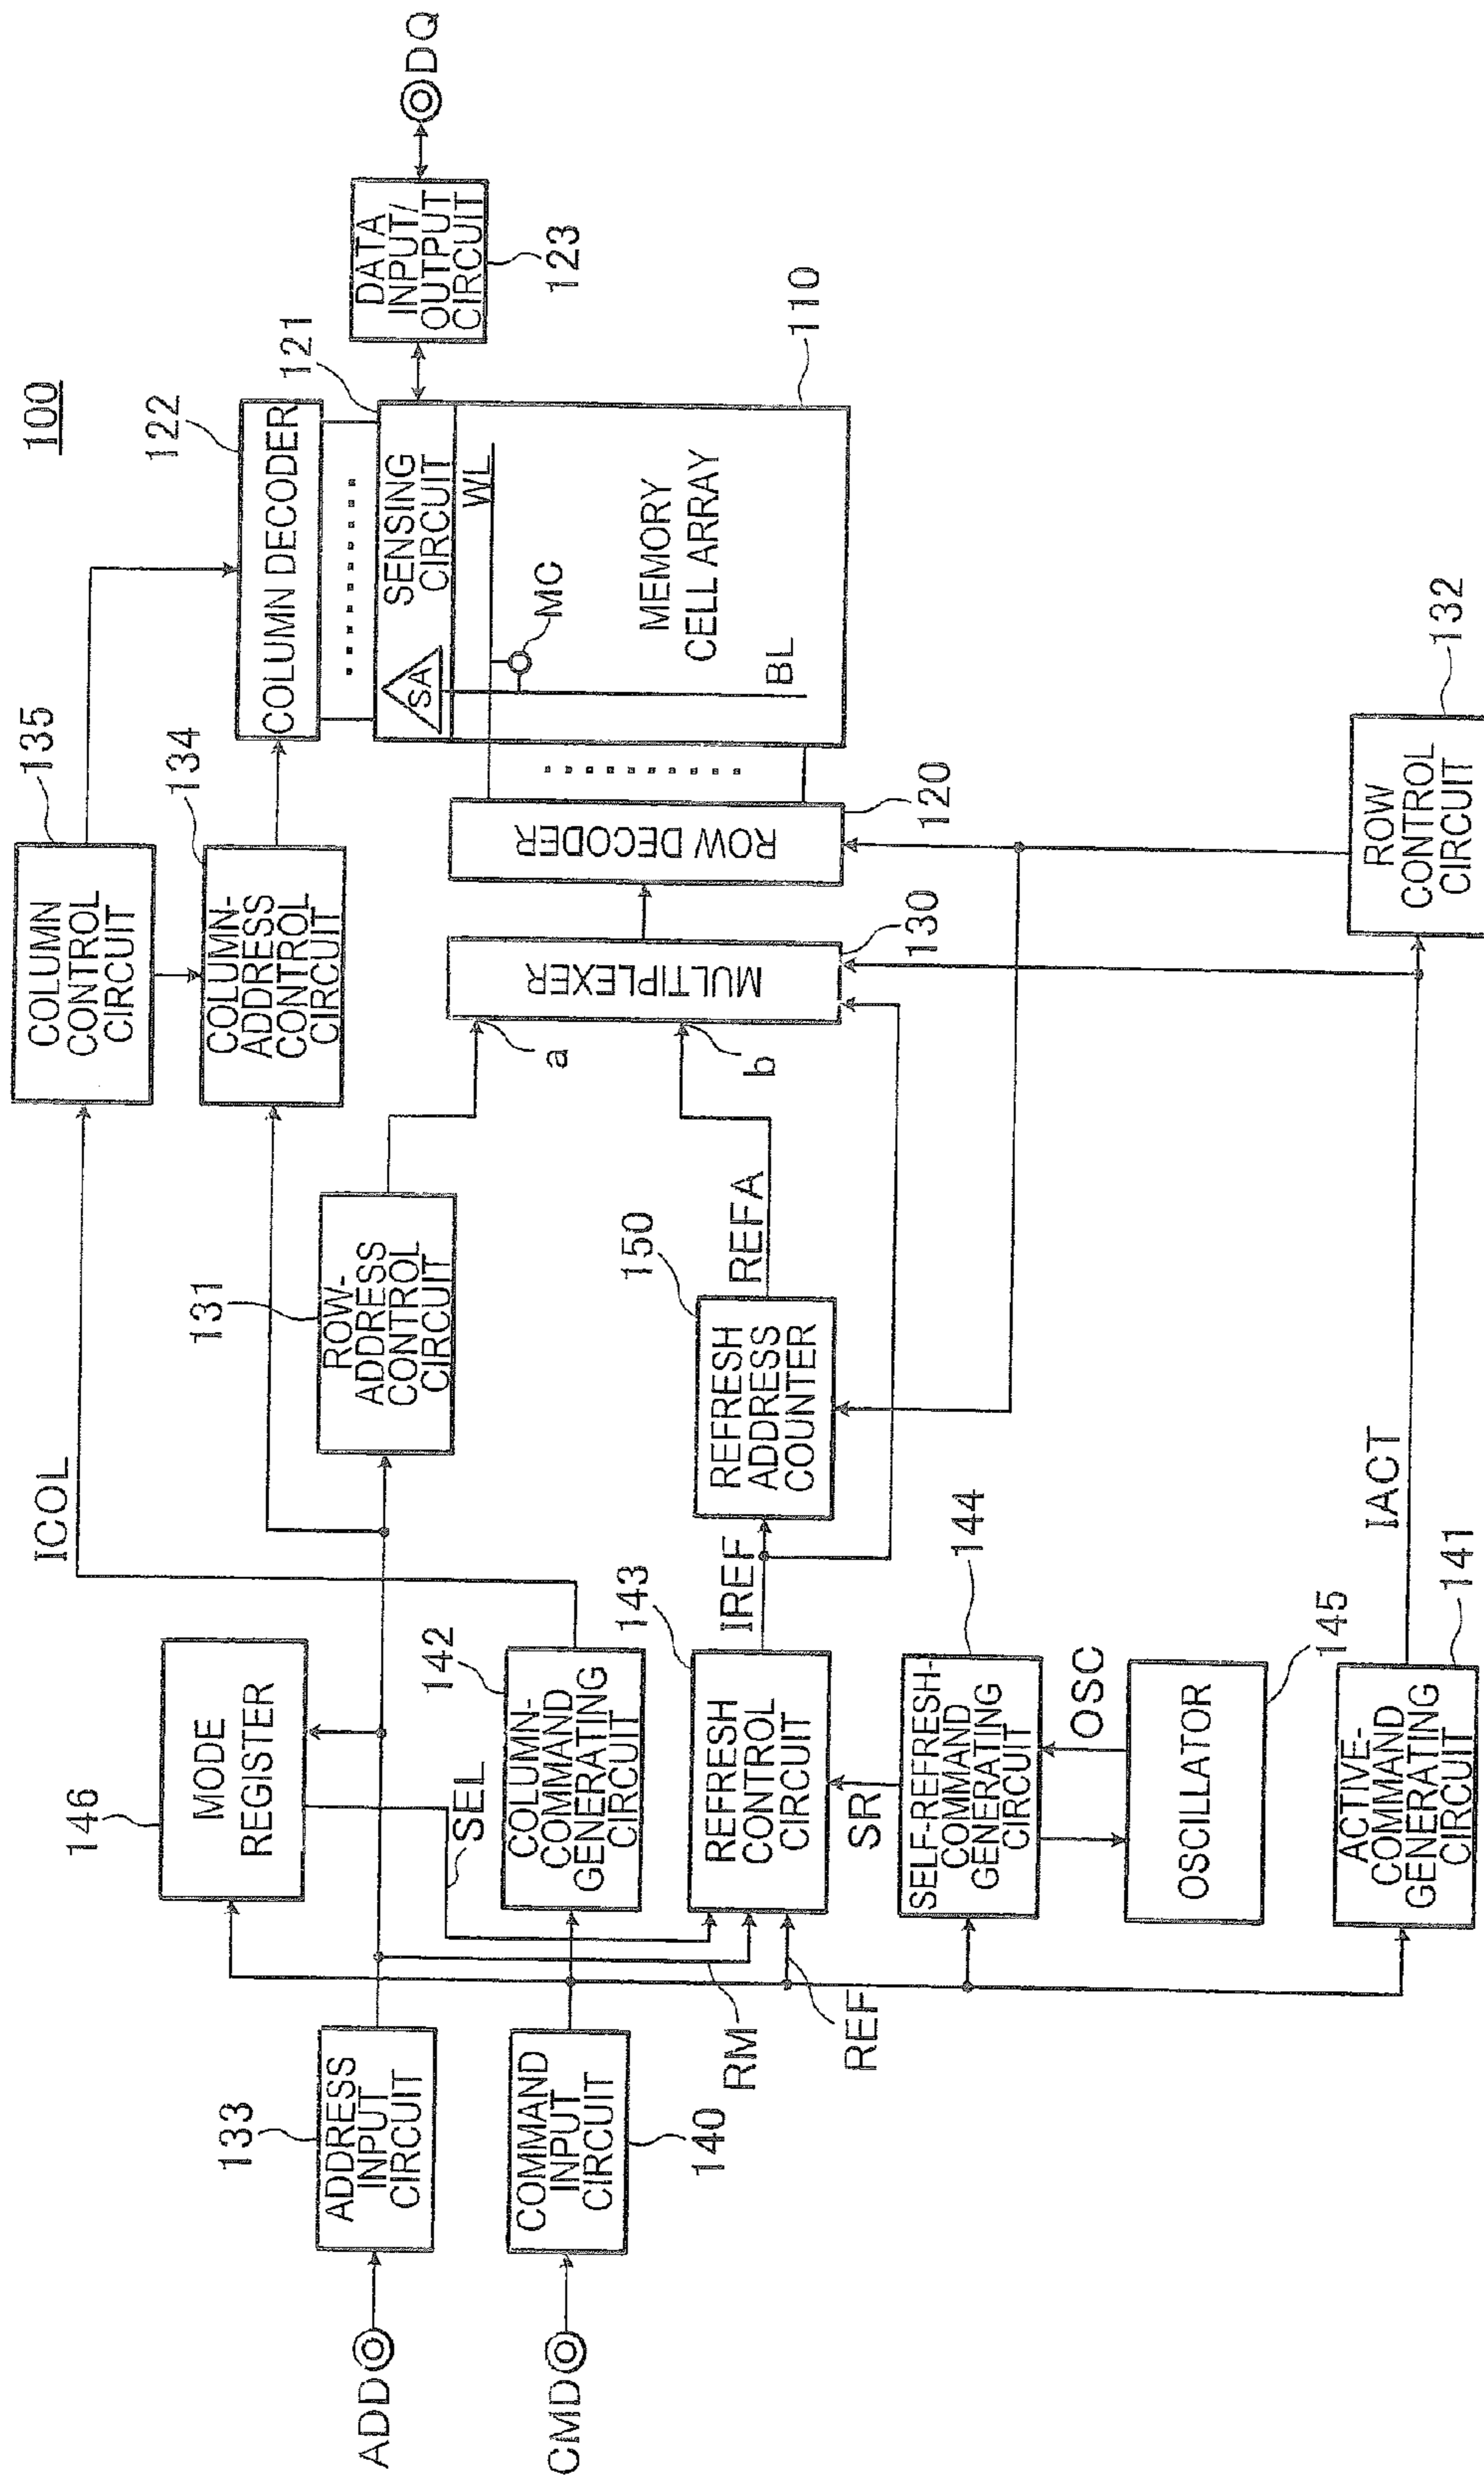 100
ICOL
135
COLUMN
CONTROL
CIRCUIT
122
COLUMN DECODER
146
MODE
REGISTER
134
COLUMN-
ADDRESS
CONTROL
CIRCUIT
121
SENSING
CIRCUIT
SA
WL
MC
BL
MEMORY
CELL ARRAY
110
DATA
INPUT/
OUTPUT
CIRCUIT
123
DQ
ADD
133
ADDRESS
INPUT
CIRCUIT
131
ROW-
ADDRESS
CONTROL
CIRCUIT
SEL
142
COLUMN-
COMMAND
GENERATING
CIRCUIT
a
b
MULTIPLEXER
130
ROW DECODER
120
CMD
COMMAND
INPUT
CIRCUIT
140
RM
REF
143
REFRESH
CONTROL
CIRCUIT
IREF
150
REFRESH
ADDRESS
COUNTER
REFA
SR
144
SELF-REFRESH-
COMMAND
GENERATING
CIRCUIT
OSC
OSCILLATOR
145
ACTIVE-
COMMAND
GENERATING
CIRCUIT
141
IACT
ROW
CONTROL
CIRCUIT
132